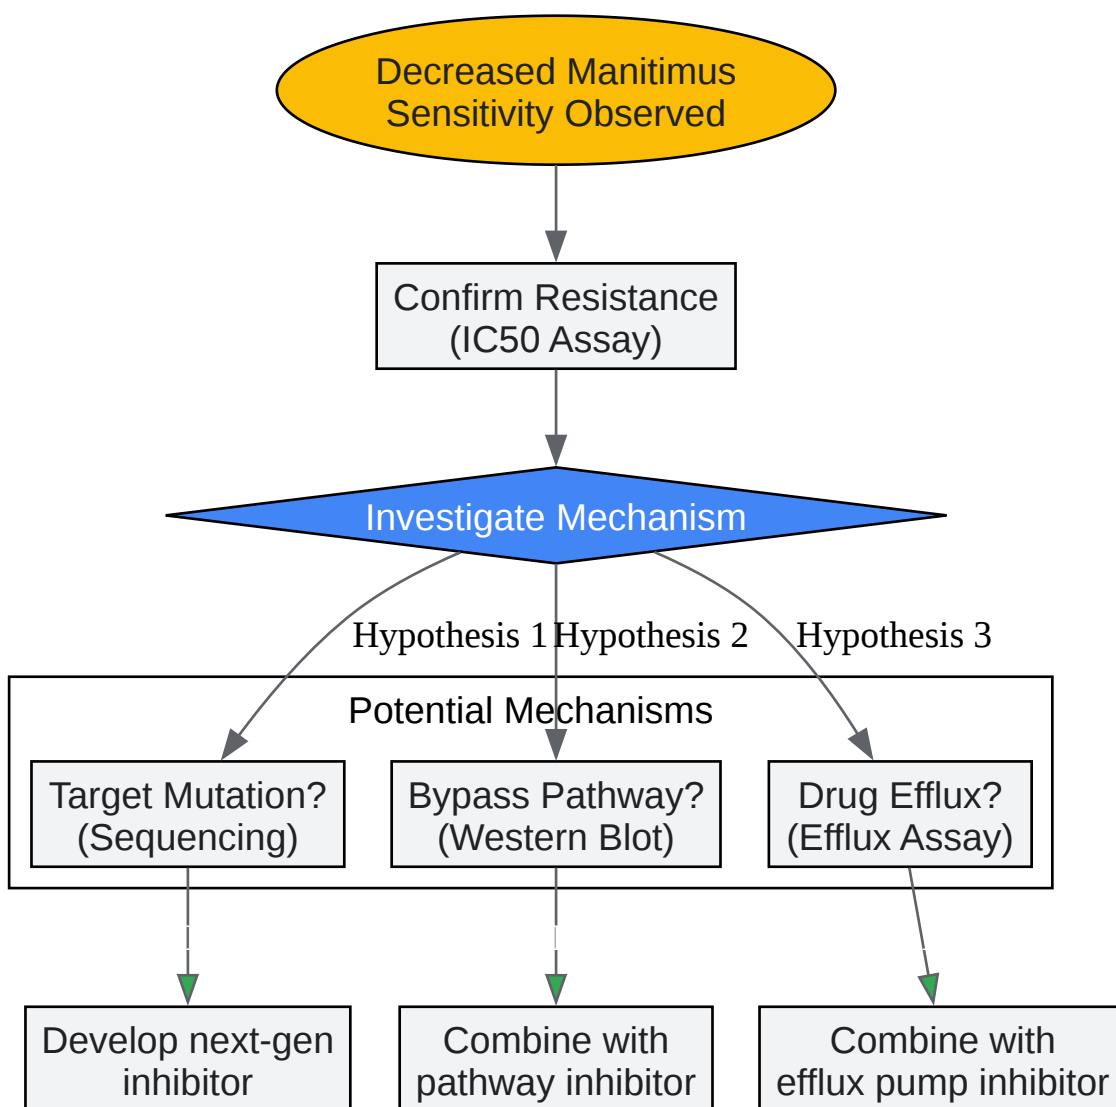 Decreased Manitimus
Sensitivity Observed
Confirm Resistance
(IC50 Assay)
Investigate Mechanism
Hypothesis 1
Hypothesis 2
Hypothesis 3
Potential Mechanisms
Target Mutation?
(Sequencing)
Bypass Pathway?
(Western Blot)
Drug Efflux?
(Efflux Assay)
Develop next-gen
inhibitor
Combine with
pathway inhibitor
Combine with
efflux pump inhibitor